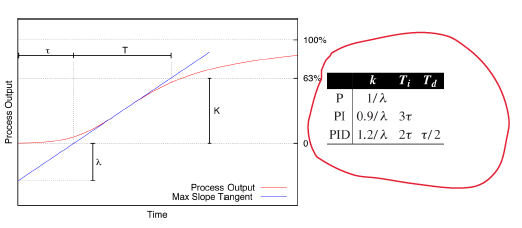 τ T
100%
63%
K
0
λ
Process Output
Process Output
Max Slope Tangent
Time
k T_i T_d
P 1/λ
PI 0.9/λ 3τ
PID 1.2/λ 2τ τ/2